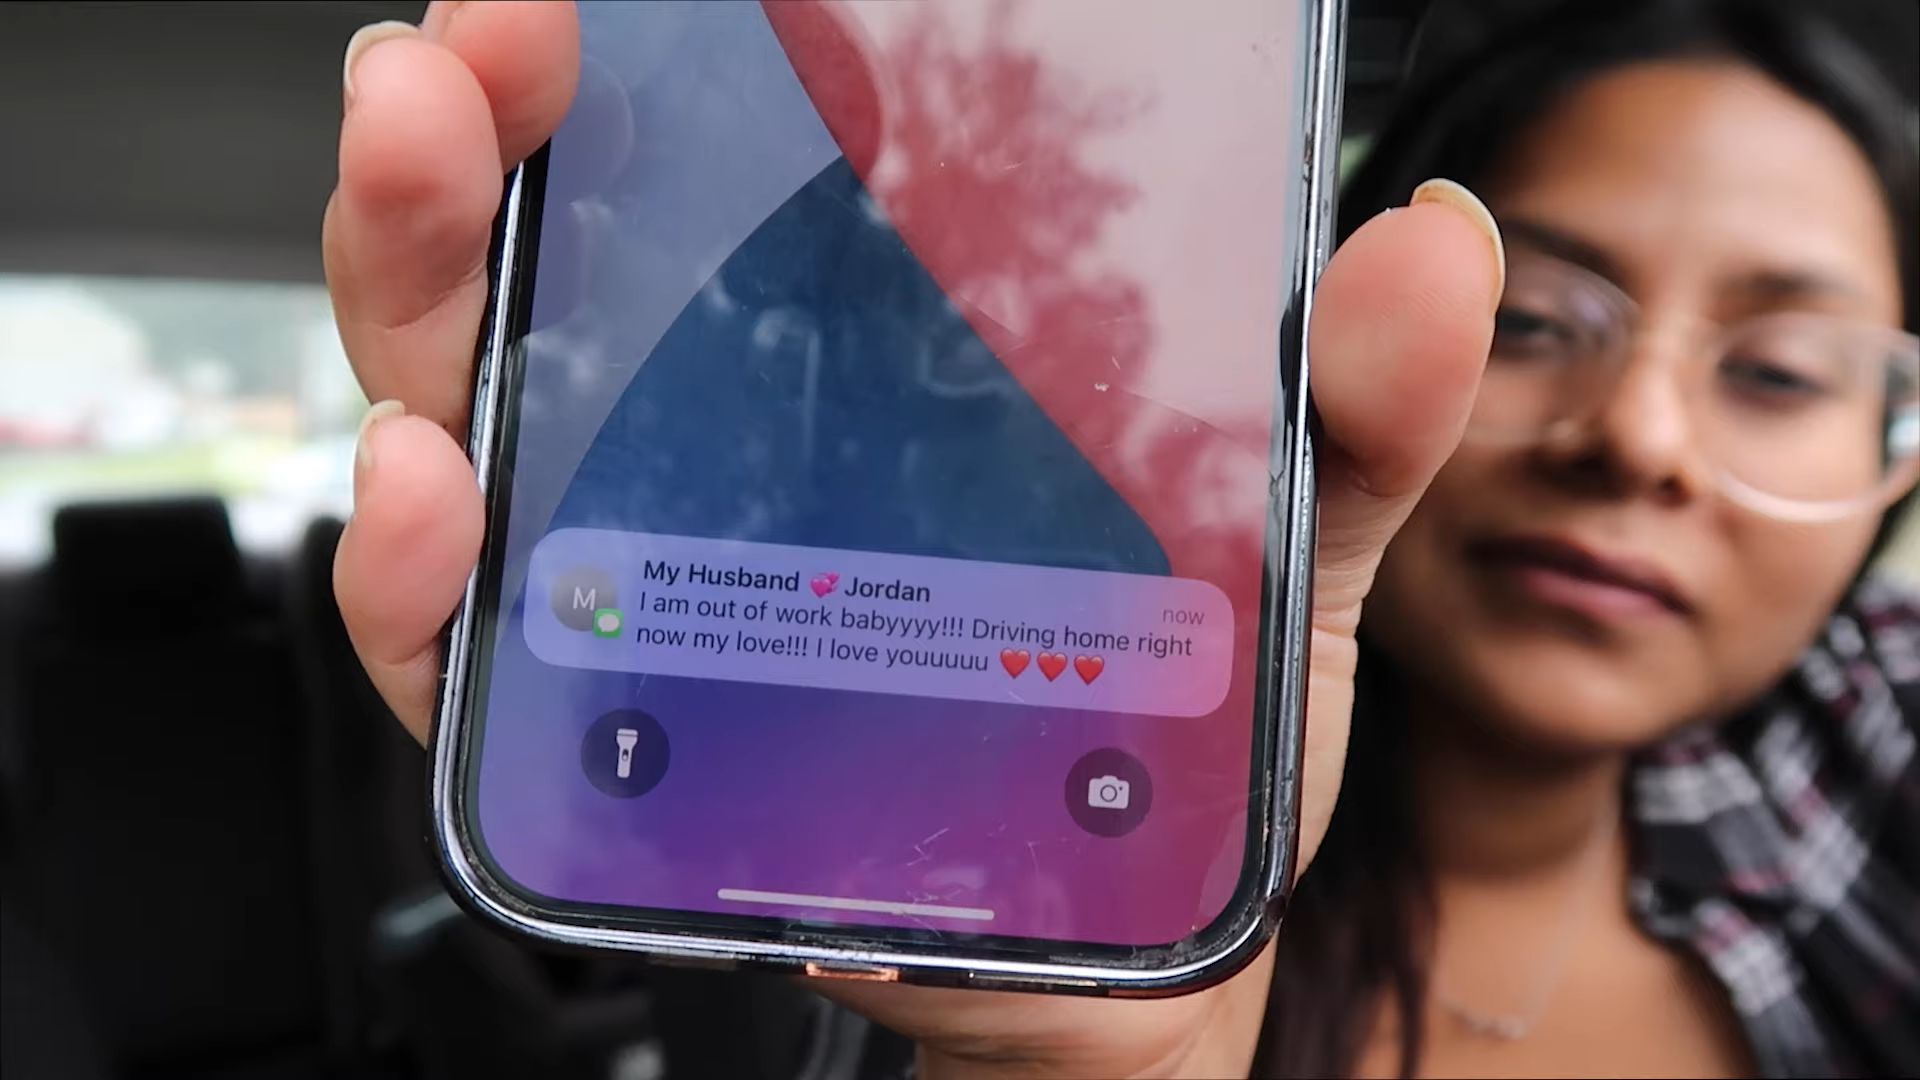 My Husband 💞 Jordan
now
I am out of work babyyyy!!! Driving home right
now my love!!! I love youuuuu ❤️❤️❤️
M